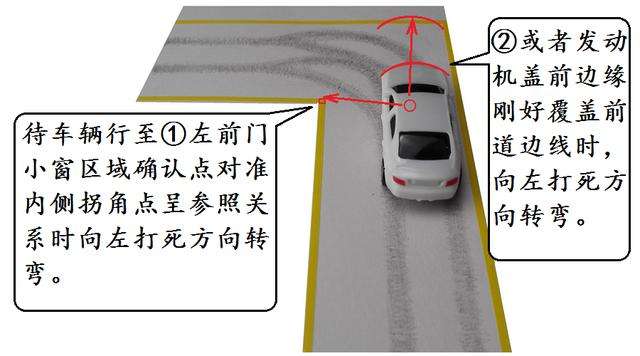 待车辆行至①左前门
小窗区域确认点对准
内侧拐角点呈参照关
系时向左打死方向转
弯。
②或者发动
机盖前边缘
刚好覆盖前
道边线时，
向左打死方
向转弯。